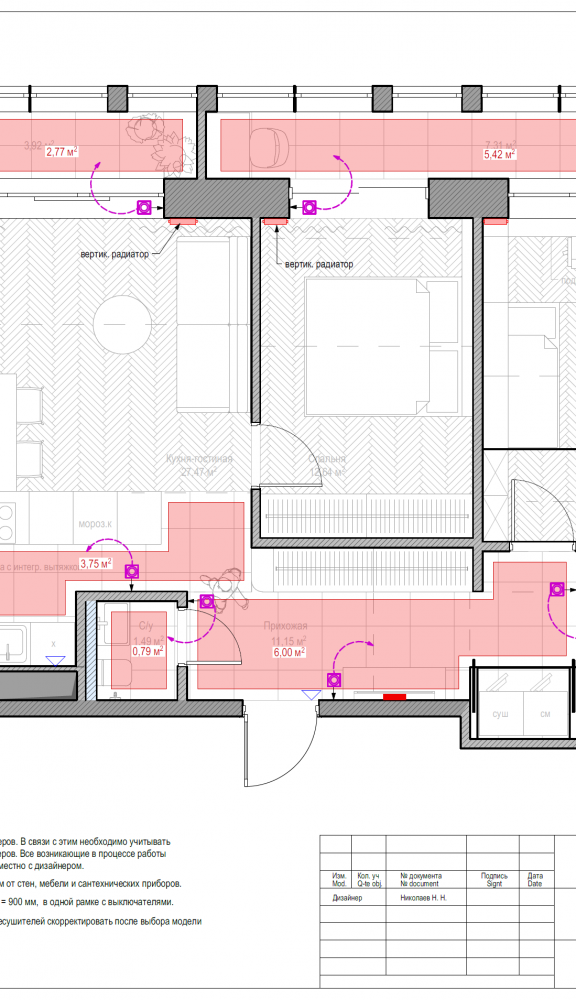 3,92 м²
2,77 м²
7,31 м²
5,42 м²
вертик. радиатор
вертик. радиатор
под
Кухня-гостиная
27,47 м²
Спальня
12,64 м²
мороз.к
3,75 м²
а с интегр. вытяжко
С/у
1,49 м²
0,79 м²
Прихожая
11,15 м²
6,00 м²
х
суш
см
еров. В связи с этим необходимо учитывать
еров. Все возникающие в процессе работы
местно с дизайнером.
м от стен, мебели и сантехнических приборов.
= 900 мм, в одной рамке с выключателями.
есушителей скорректировать после выбора модели
Изм. Кол. уч № документа Подпись Дата
Mod. Q-te obj. № document Signt Date
Дизайнер Николаев Н. Н.